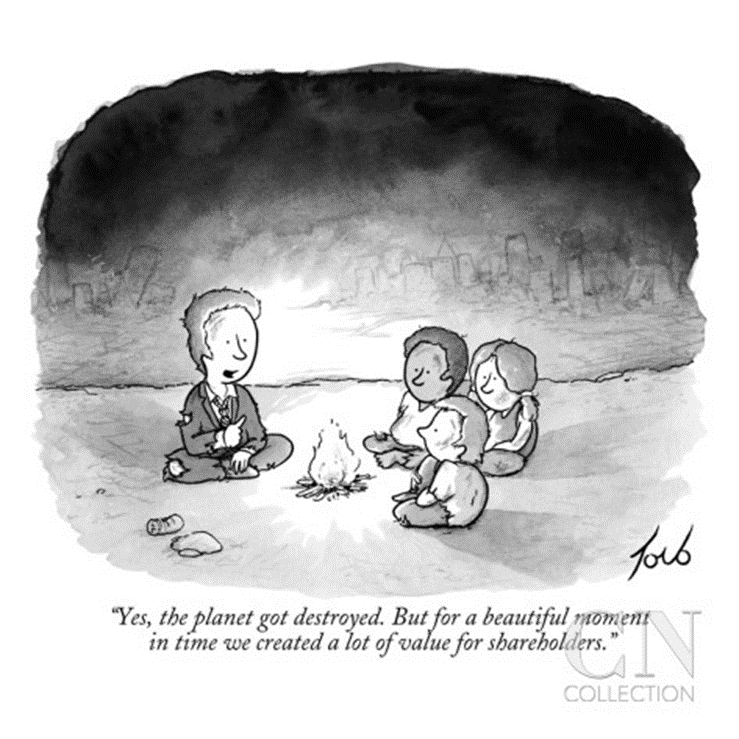 Toro
“Yes, the planet got destroyed. But for a beautiful moment
in time we created a lot of value for shareholders.”
CN
COLLECTION